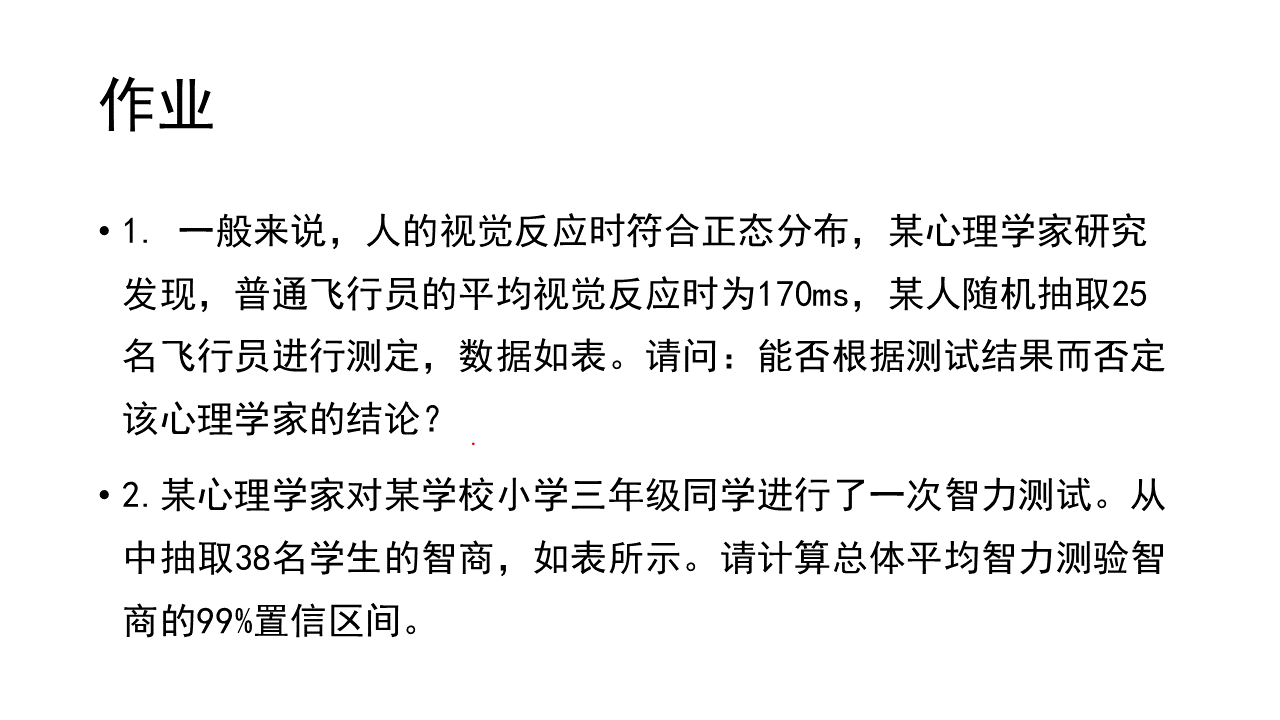 作业
• 1. 一般来说，人的视觉反应时符合正态分布，某心理学家研究
发现，普通飞行员的平均视觉反应时为170ms，某人随机抽取25
名飞行员进行测定，数据如表。请问：能否根据测试结果而否定
该心理学家的结论？
• 2.某心理学家对某学校小学三年级同学进行了一次智力测试。从
中抽取38名学生的智商，如表所示。请计算总体平均智力测验智
商的99%置信区间。